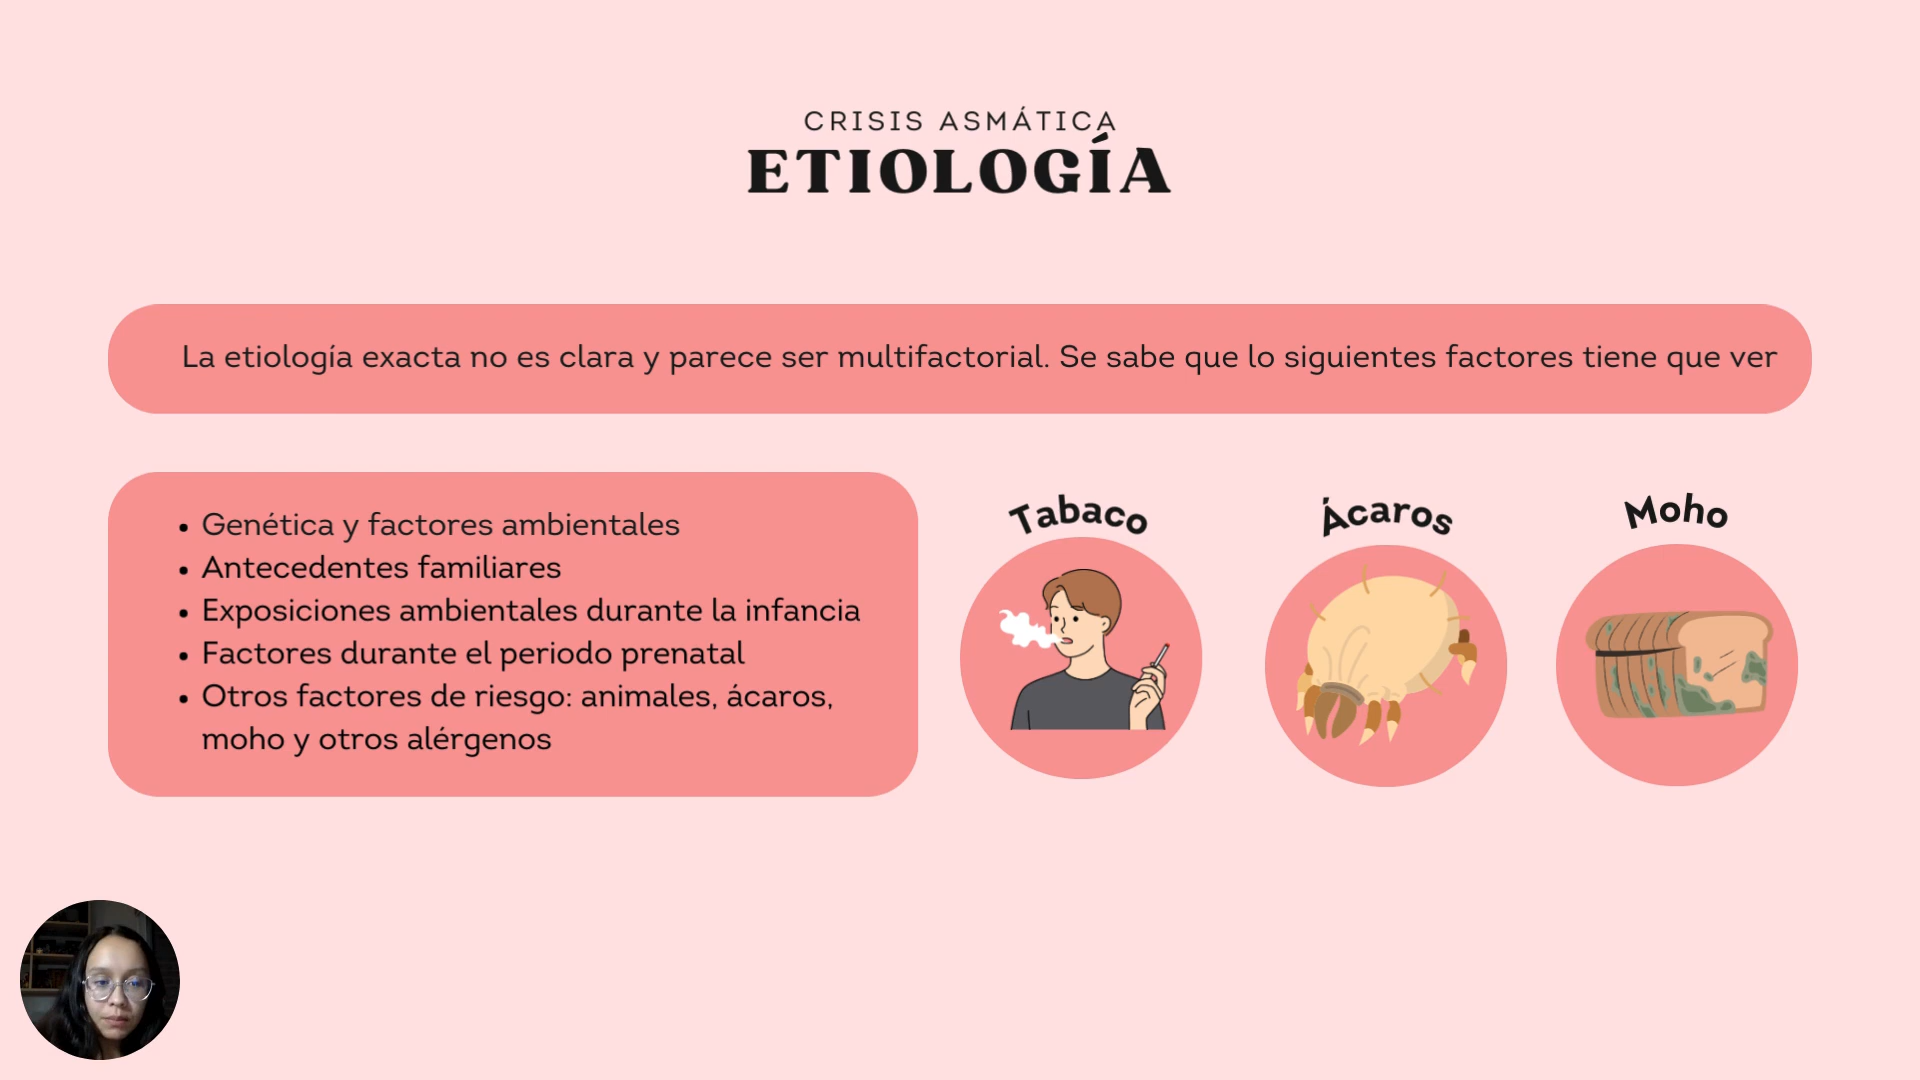 CRISIS ASMÁTICA
ETIOLOGÍA
La etiología exacta no es clara y parece ser multifactorial. Se sabe que lo siguientes factores tiene que ver
• Genética y factores ambientales
• Antecedentes familiares
• Exposiciones ambientales durante la infancia
• Factores durante el periodo prenatal
• Otros factores de riesgo: animales, ácaros,
moho y otros alérgenos
Tabaco
Ácaros
Moho